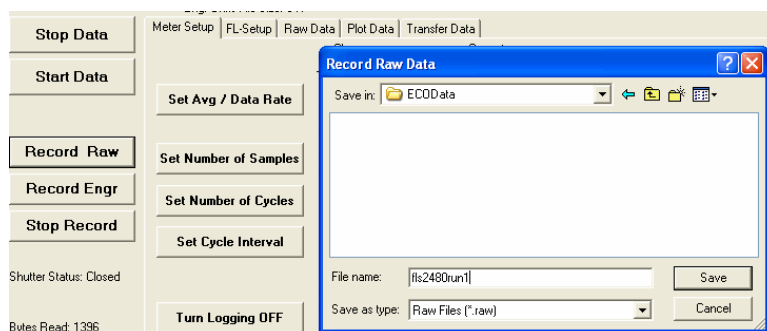 Stop Data
Start Data
Record Raw
Record Engr
Stop Record
Shutter Status: Closed
Bytes Read: 1396
Meter Setup FL-Setup Raw Data Plot Data Transfer Data
Set Avg / Data Rate
Set Number of Samples
Set Number of Cycles
Set Cycle Interval
Turn Logging OFF
Record Raw Data
Save in: ECOData
File name: fls2480run1
Save
Save as type: Raw Files (*.raw)
Cancel